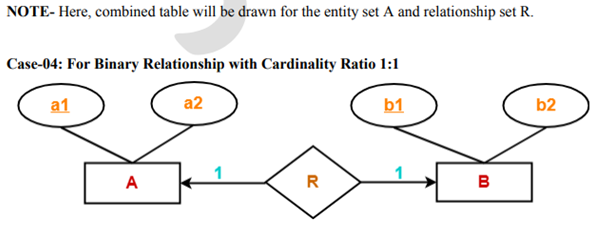 NOTE- Here, combined table will be drawn for the entity set A and relationship set R.
Case-04: For Binary Relationship with Cardinality Ratio 1:1
a1 a2 b1 b2
A 1 R 1 B